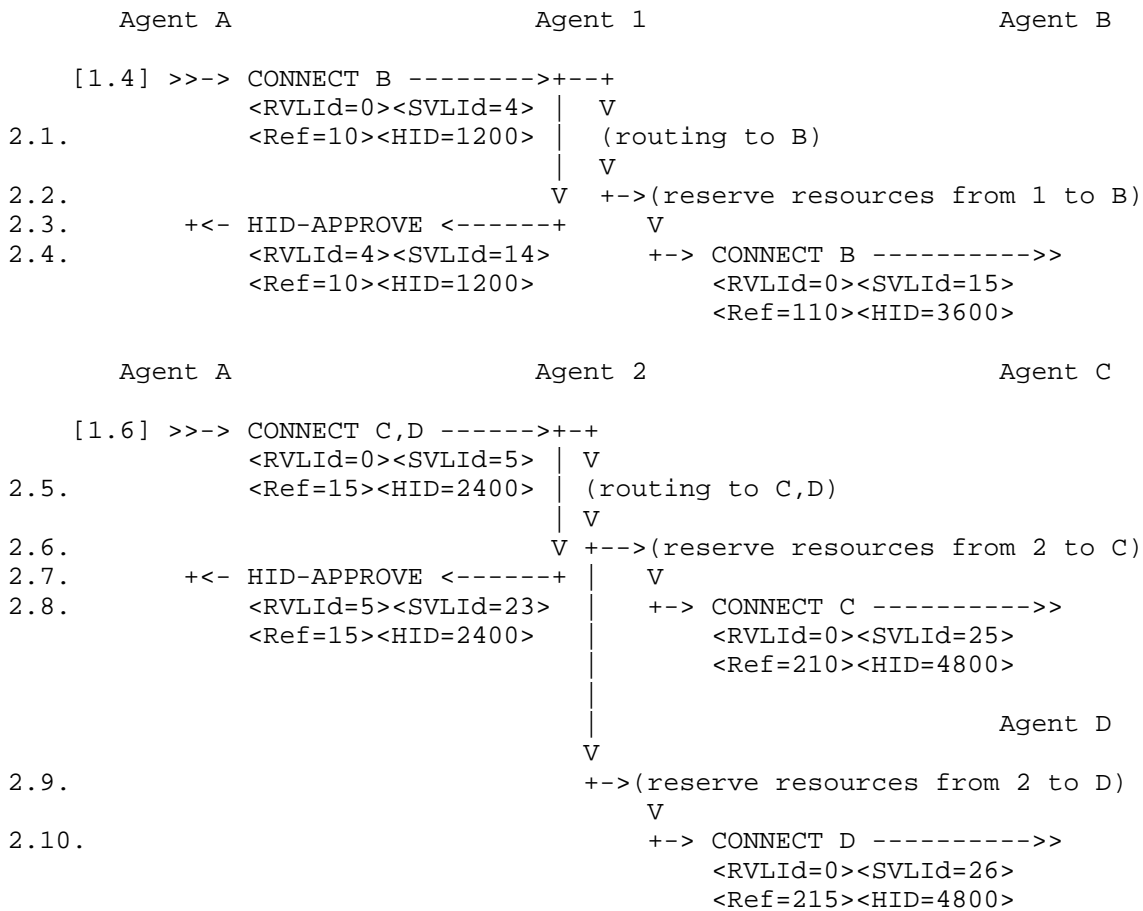 Agent A                    Agent 1                       Agent B

    [1.4] >>-> CONNECT B -------->+--+
               <RVLId=0><SVLId=4> |  V
2.1.           <Ref=10><HID=1200> |  (routing to B)
                                  |  V
2.2.                              V  +->(reserve resources from 1 to B)
2.3.       +<- HID-APPROVE <------+     V
2.4.           <RVLId=4><SVLId=14>      +-> CONNECT B ---------->>
               <Ref=10><HID=1200>           <RVLId=0><SVLId=15>
                                            <Ref=110><HID=3600>

       Agent A                    Agent 2                       Agent C

    [1.6] >>-> CONNECT C,D ------>+-+
               <RVLId=0><SVLId=5> | V
2.5.           <Ref=15><HID=2400> | (routing to C,D)
                                  | V
2.6.                              V +-->(reserve resources from 2 to C)
2.7.       +<- HID-APPROVE <------+ |   V
2.8.           <RVLId=5><SVLId=23>  |   +-> CONNECT C ---------->>
               <Ref=15><HID=2400>   |       <RVLId=0><SVLId=25>
                                    |       <Ref=210><HID=4800>
                                    |
                                    |                           Agent D
                                    V
2.9.                                +->(reserve resources from 2 to D)
                                        V
2.10.                                   +-> CONNECT D ---------->>
                                            <RVLId=0><SVLId=26>
                                            <Ref=215><HID=4800>